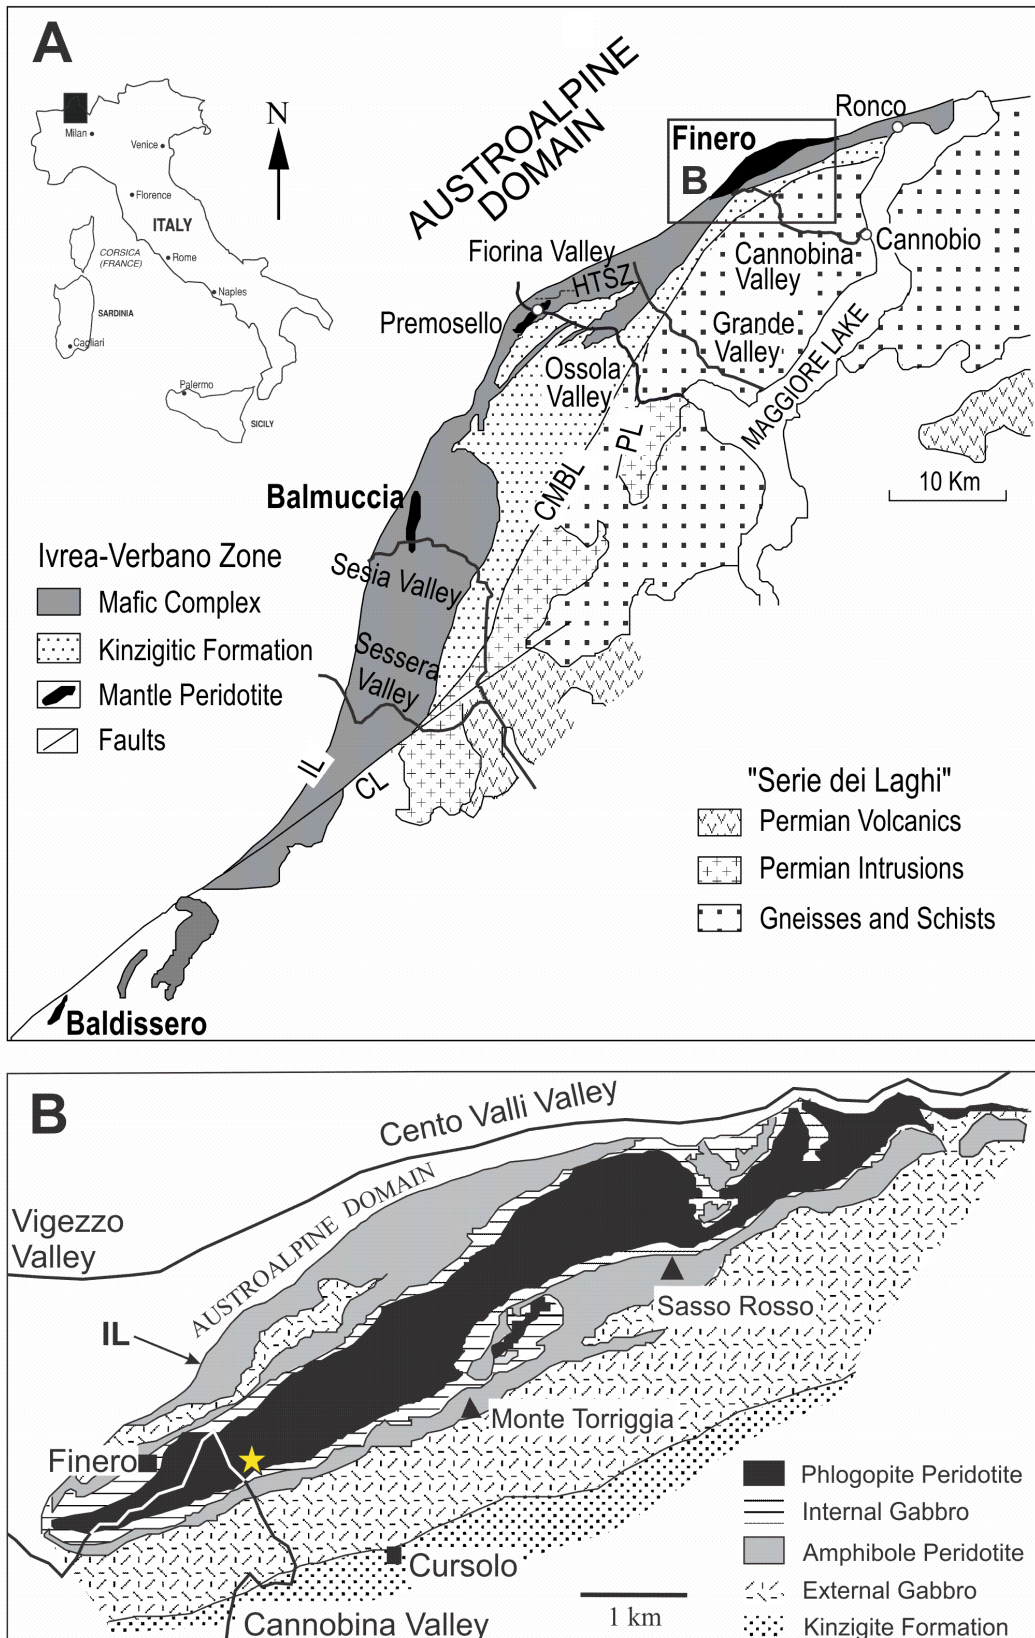 A
N
Milan
Venice
Florence
ITALY
CORSICA
(FRANCE)
Rome
Naples
SARDINIA
Cagliari
Palermo
SICILY
AUSTROALPINE
DOMAIN
Ronco
Finero
B
Cannobio
Cannobina
Valley
Fiorina Valley
HTSZ
Premosello
Grande
Valley
Ossola
Valley
MAGGIORE LAKE
PL
CMBL
10 Km
Balmuccia
Sesia Valley
Sessera
Valley
IL
CL
Baldissero
Ivrea-Verbano Zone
Mafic Complex
Kinzigitic Formation
Mantle Peridotite
Faults
"Serie dei Laghi"
Permian Volcanics
Permian Intrusions
Gneisses and Schists
B
Cento Valli Valley
Vigezzo
Valley
AUSTROALPINE DOMAIN
IL
Sasso Rosso
Monte Torriggia
Finero
Cursolo
Cannobina Valley
1 km
Phlogopite Peridotite
Internal Gabbro
Amphibole Peridotite
External Gabbro
Kinzigite Formation